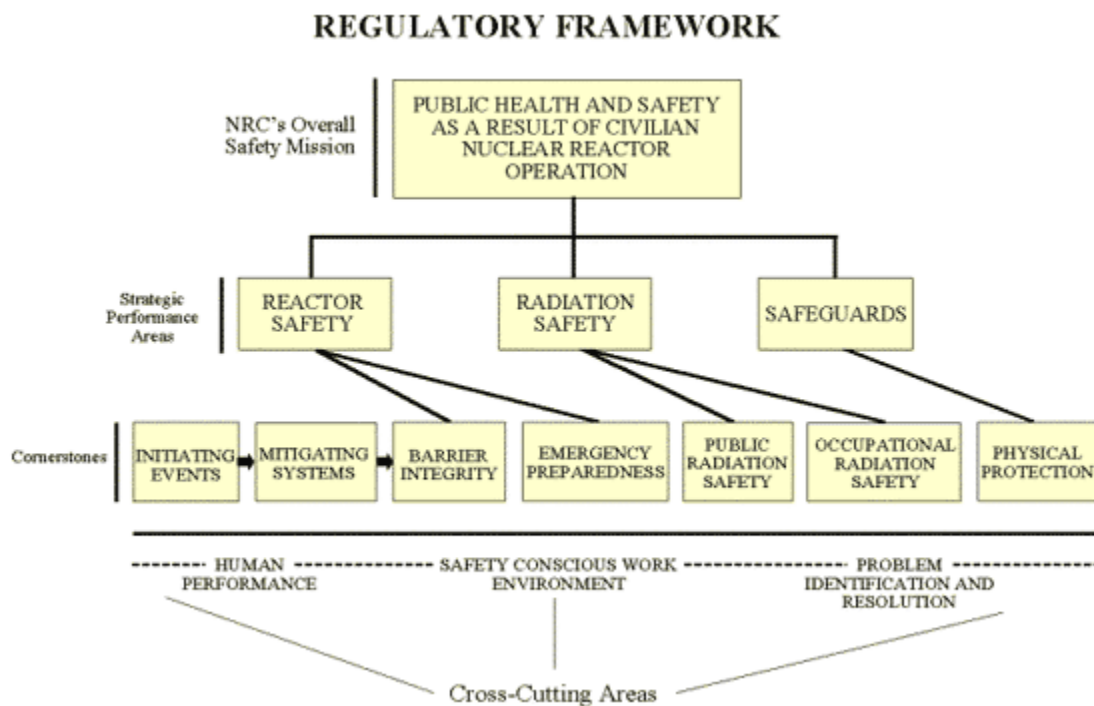 REGULATORY FRAMEWORK
NRC's Overall
Safety Mission
PUBLIC HEALTH AND SAFETY
AS A RESULT OF CIVILIAN
NUCLEAR REACTOR
OPERATION
Strategic
Performance
Areas
REACTOR
SAFETY
RADIATION
SAFETY
SAFEGUARDS
Cornerstones
INITIATING
EVENTS
MITIGATING
SYSTEMS
BARRIER
INTEGRITY
EMERGENCY
PREPAREDNESS
PUBLIC
RADIATION
SAFETY
OCCUPATIONAL
RADIATION
SAFETY
PHYSICAL
PROTECTION
HUMAN
PERFORMANCE
SAFETY CONSCIOUS WORK
ENVIRONMENT
PROBLEM
IDENTIFICATION AND
RESOLUTION
Cross-Cutting Areas